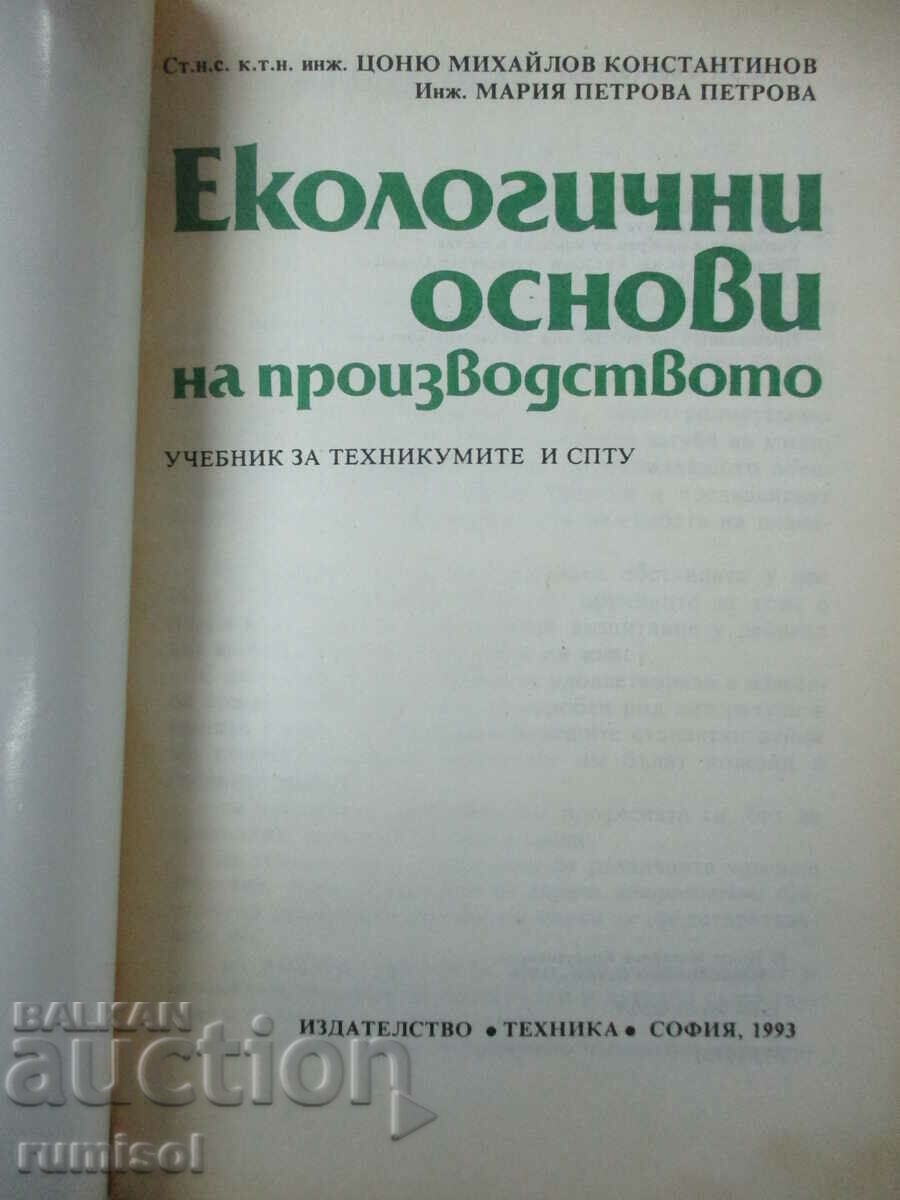 Ст.н.с. к.т.н. инж. ЦОНЮ МИХАЙЛОВ КОНСТАНТИНОВ
Инж. МАРИЯ ПЕТРОВА ПЕТРОВА
Екологични
основи
на производството
УЧЕБНИК ЗА ТЕХНИКУМИТЕ И СПТУ
ИЗДАТЕЛСТВО • ТЕХНИКА • СОФИЯ, 1993
BALKAN
auction
rumisol